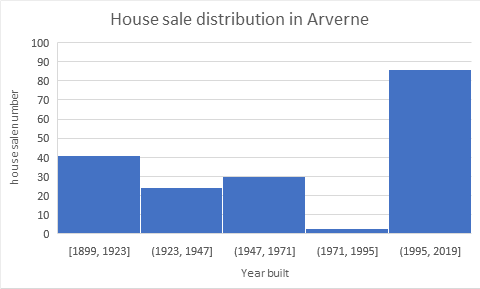 House sale distribution in Arverne
100
90
80
70
60
50
40
30
20
10
0
house sale number
[1899, 1923] (1923, 1947] (1947, 1971] (1971, 1995] (1995, 2019]
Year built